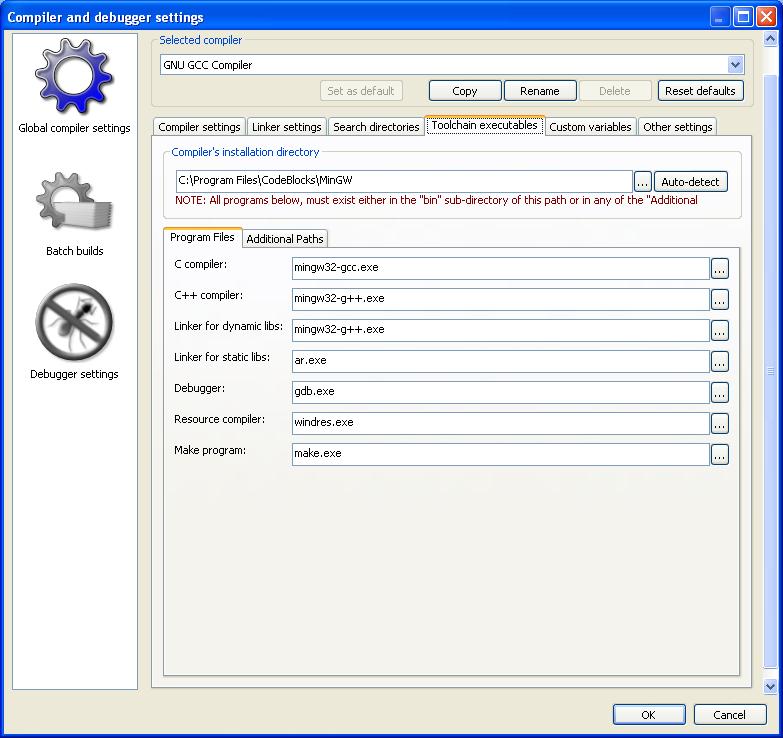 Compiler and debugger settings
Global compiler settings
Batch builds
Debugger settings
Selected compiler
GNU GCC Compiler
Set as default Copy Rename Delete Reset defaults
Compiler settings Linker settings Search directories Toolchain executables Custom variables Other settings
Compiler's installation directory
C:\Program Files\CodeBlocks\MinGW ... Auto-detect
NOTE: All programs below, must exist either in the "bin" sub-directory of this path or in any of the "Additional
Program Files Additional Paths
C compiler: mingw32-gcc.exe ...
C++ compiler: mingw32-g++.exe ...
Linker for dynamic libs: mingw32-g++.exe ...
Linker for static libs: ar.exe ...
Debugger: gdb.exe ...
Resource compiler: windres.exe ...
Make program: make.exe ...
OK Cancel